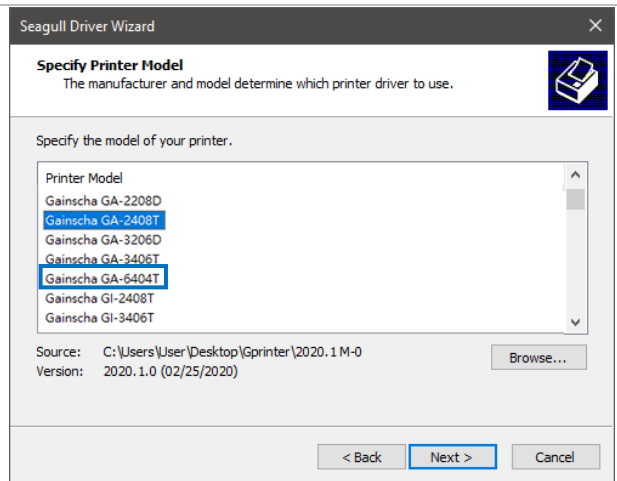 Seagull Driver Wizard
Specify Printer Model
The manufacturer and model determine which printer driver to use.
Specify the model of your printer.
Printer Model
Gainscha GA-2208D
Gainscha GA-2408T
Gainscha GA-3206D
Gainscha GA-3406T
Gainscha GA-6404T
Gainscha GI-2408T
Gainscha GI-3406T
Source: C:\Users\User\Desktop\Gprinter\2020.1 M-0
Browse...
Version: 2020.1.0 (02/25/2020)
< Back Next > Cancel